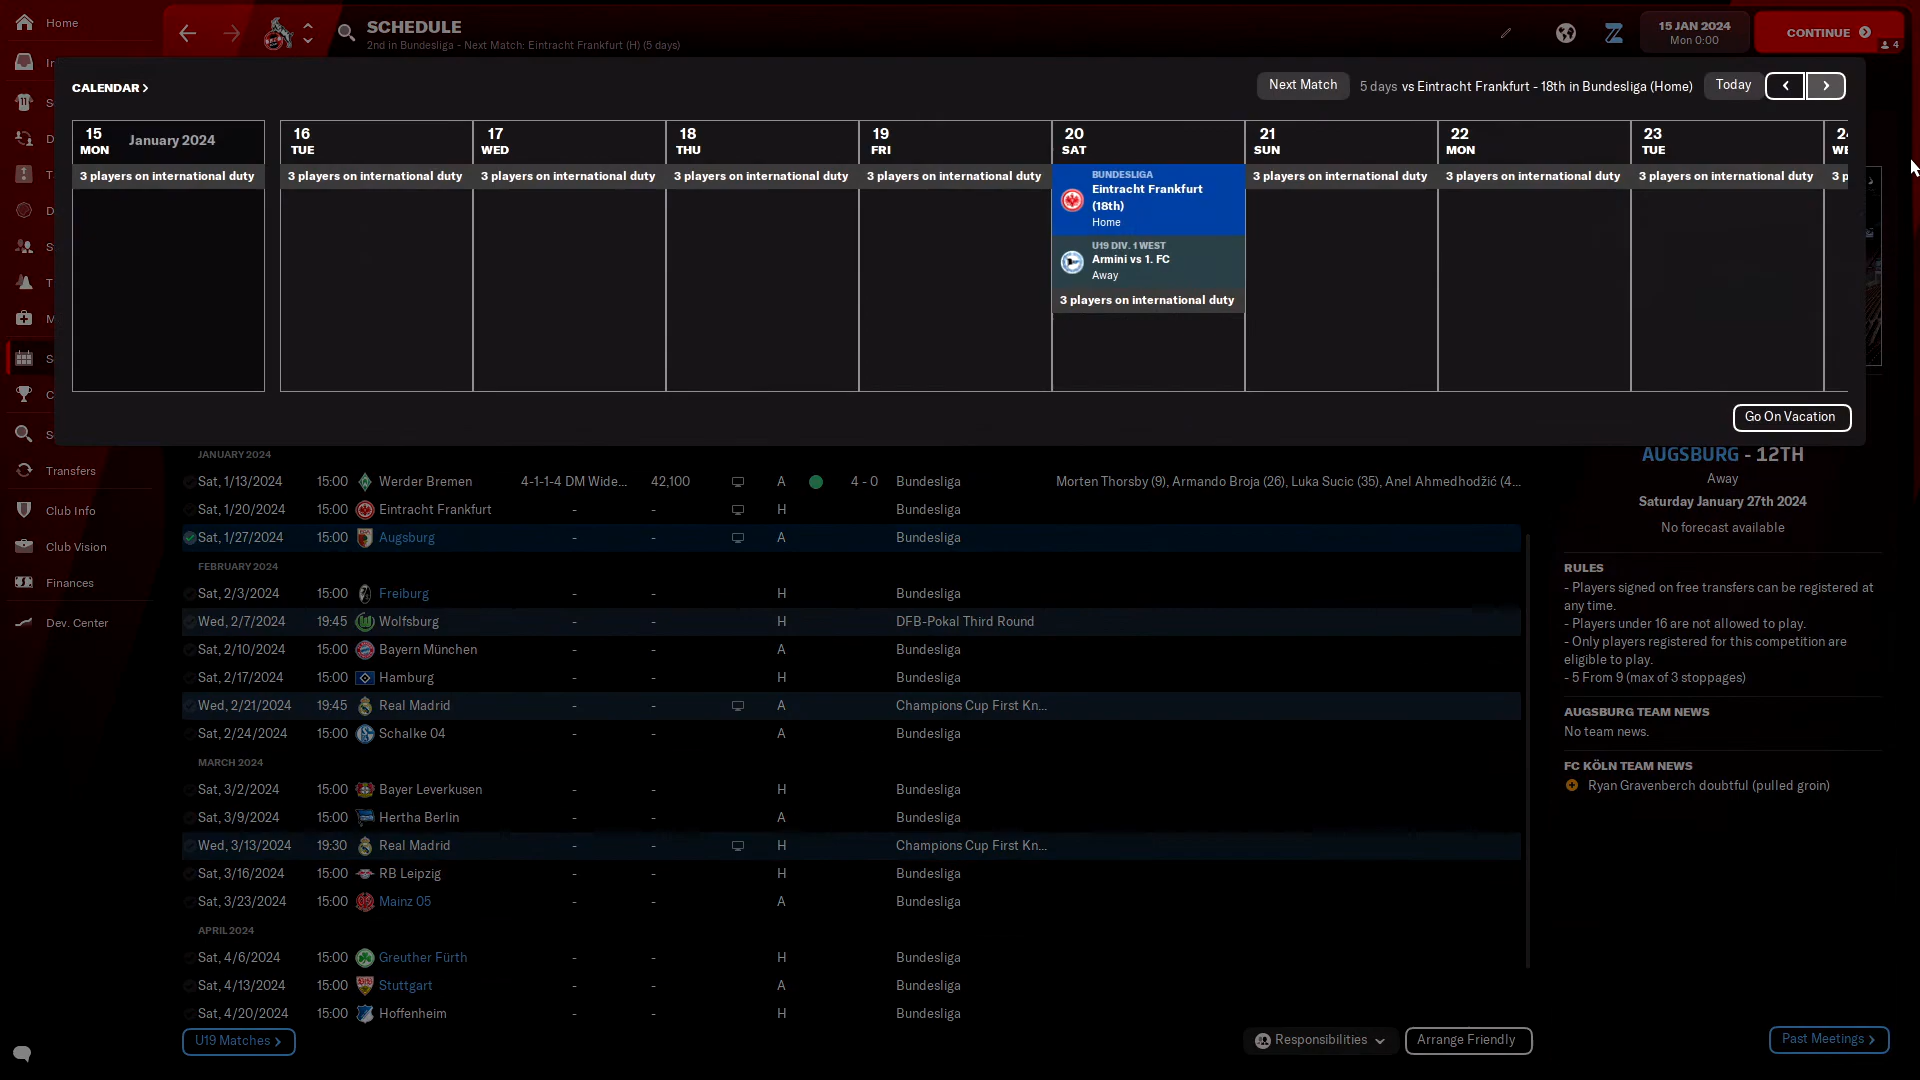 Home
SCHEDULE
2nd in Bundesliga - Next Match: Eintracht Frankfurt (H) (5 days)
15 JAN 2024
Mon 0:00
CONTINUE
4
CALENDAR
Next Match
5 days vs Eintracht Frankfurt - 18th in Bundesliga (Home)
Today
15 MON January 2024
16 TUE
17 WED
18 THU
19 FRI
20 SAT
21 SUN
22 MON
23 TUE
3 players on international duty
3 players on international duty
3 players on international duty
3 players on international duty
3 players on international duty
BUNDESLIGA
Eintracht Frankfurt
(18th)
Home
U19 DIV. 1 WEST
Armini vs 1. FC
Away
3 players on international duty
3 players on international duty
3 players on international duty
3 players on international duty
3 p
Go On Vacation
Transfers
Club Info
Club Vision
Finances
Dev. Center
JANUARY 2024
Sat, 1/13/2024 15:00 Werder Bremen 4-1-1-4 DM Wide... 42,100 A 4 - 0 Bundesliga Morten Thorsby (9), Armando Broja (26), Luka Sucic (35), Anel Ahmedhodžić (4...
Sat, 1/20/2024 15:00 Eintracht Frankfurt - - H Bundesliga
Sat, 1/27/2024 15:00 Augsburg - - A Bundesliga
FEBRUARY 2024
Sat, 2/3/2024 15:00 Freiburg - - H Bundesliga
Wed, 2/7/2024 19:45 Wolfsburg - - H DFB-Pokal Third Round
Sat, 2/10/2024 15:00 Bayern München - - A Bundesliga
Sat, 2/17/2024 15:00 Hamburg - - H Bundesliga
Wed, 2/21/2024 19:45 Real Madrid - - A Champions Cup First Kn...
Sat, 2/24/2024 15:00 Schalke 04 - - A Bundesliga
MARCH 2024
Sat, 3/2/2024 15:00 Bayer Leverkusen - - H Bundesliga
Sat, 3/9/2024 15:00 Hertha Berlin - - A Bundesliga
Wed, 3/13/2024 19:30 Real Madrid - - H Champions Cup First Kn...
Sat, 3/16/2024 15:00 RB Leipzig - - H Bundesliga
Sat, 3/23/2024 15:00 Mainz 05 - - A Bundesliga
APRIL 2024
Sat, 4/6/2024 15:00 Greuther Fürth - - H Bundesliga
Sat, 4/13/2024 15:00 Stuttgart - - A Bundesliga
Sat, 4/20/2024 15:00 Hoffenheim - - H Bundesliga
U19 Matches
Responsibilities
Arrange Friendly
AUGSBURG - 12TH
Away
Saturday January 27th 2024
No forecast available
RULES
- Players signed on free transfers can be registered at
any time.
- Players under 16 are not allowed to play.
- Only players registered for this competition are
eligible to play.
- 5 From 9 (max of 3 stoppages)
AUGSBURG TEAM NEWS
No team news.
FC KÖLN TEAM NEWS
Ryan Gravenberch doubtful (pulled groin)
Past Meetings